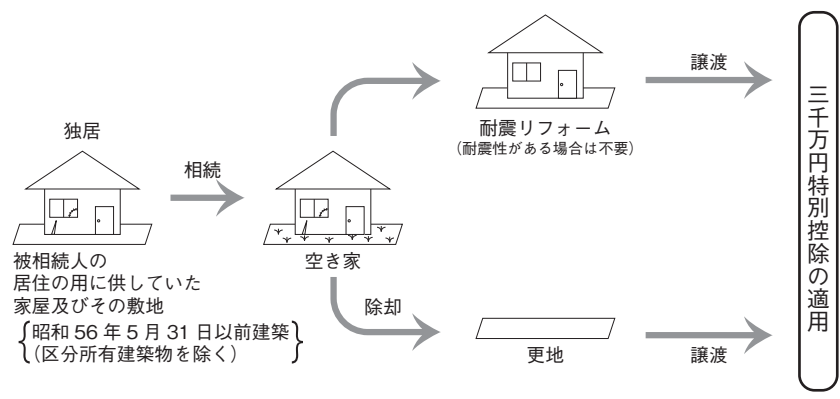 独居
被相続人の
居住の用に供していた
家屋及びその敷地
{昭和 56 年 5 月 31 日以前建築
(区分所有建築物を除く)}
相続
空き家
除却
耐震リフォーム
(耐震性がある場合は不要)
更地
譲渡
譲渡
三千万円特別控除の適用